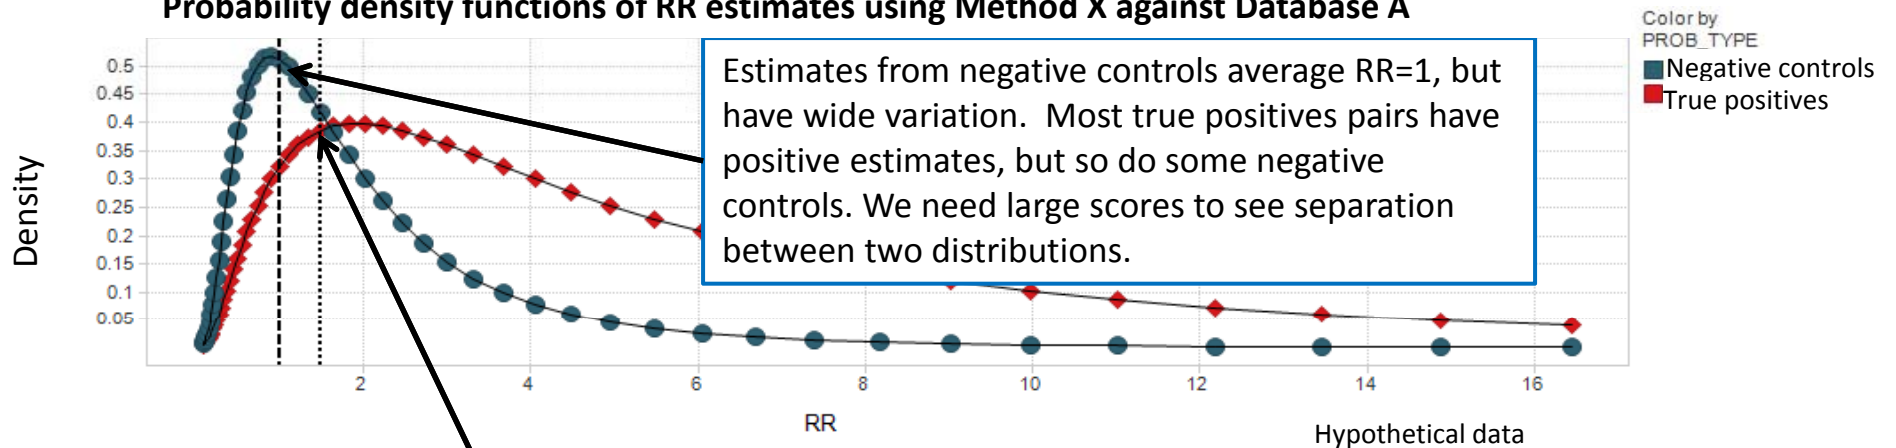 Probability density functions of RR estimates using Method X against Database A
Color by
PROB_TYPE
Negative controls
True positives
Estimates from negative controls average RR=1, but
have wide variation. Most true positives pairs have
positive estimates, but so do some negative
controls. We need large scores to see separation
between two distributions.
Density
0.5
0.45
0.4
0.35
0.3
0.25
0.2
0.15
0.1
0.05
2
4
6
8
10
12
14
16
RR
Hypothetical data